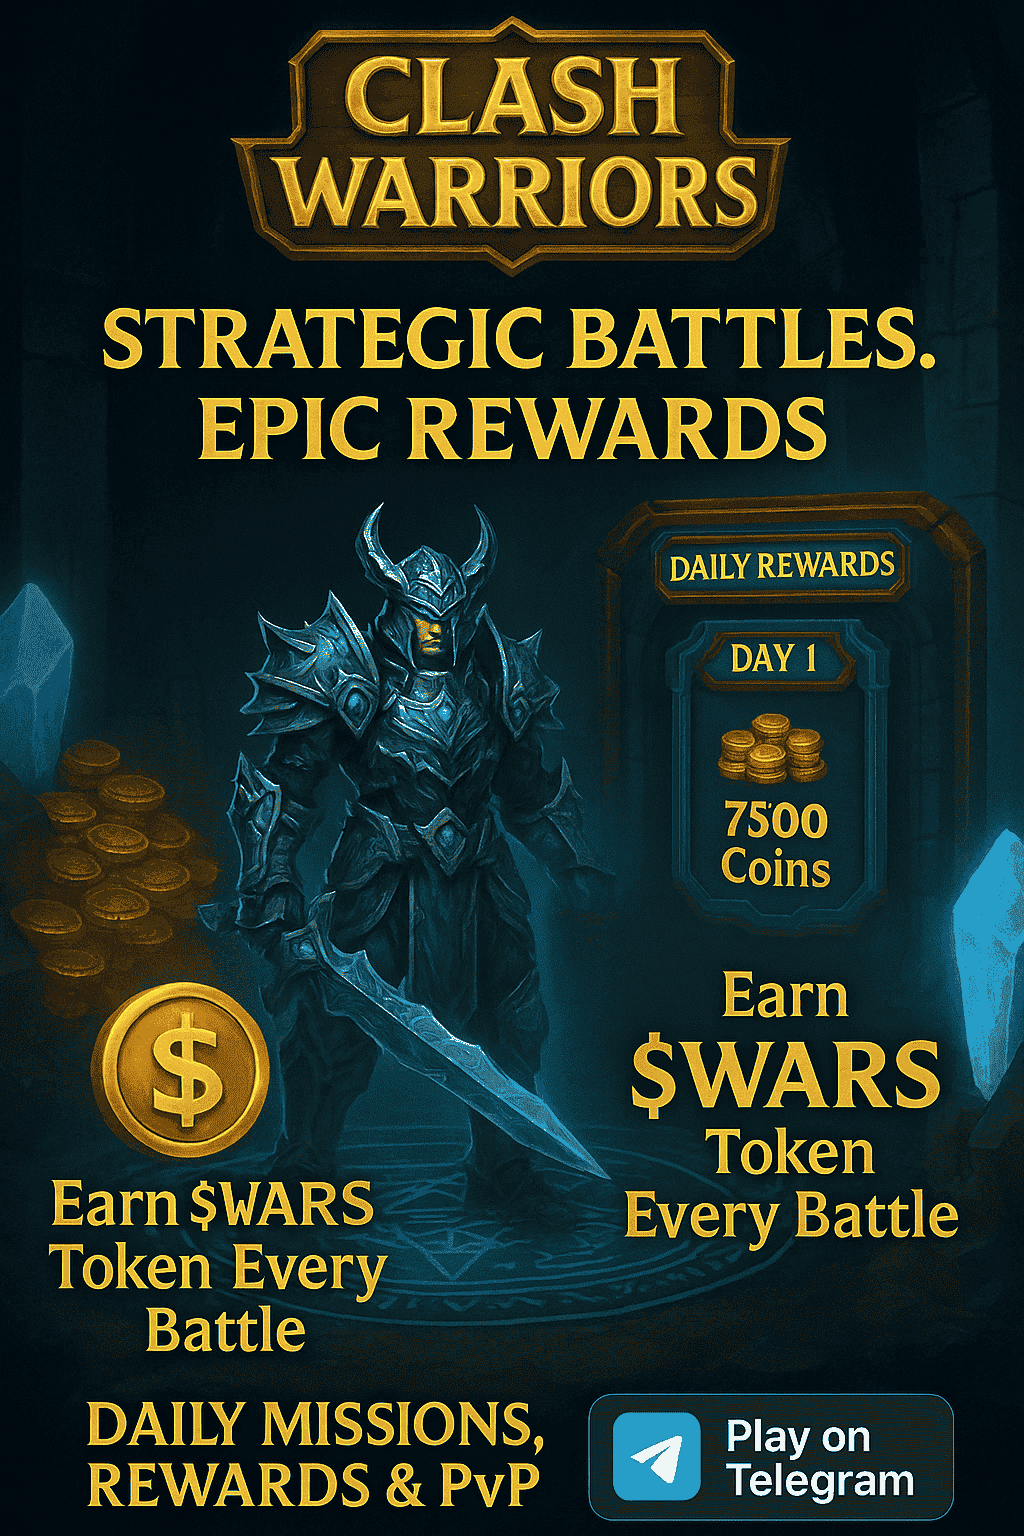 CLASH
WARRIORS
STRATEGIC BATTLES.
EPIC REWARDS
DAILY REWARDS
DAY 1
7500
Coins
Earn
$WARS
Token
Every Battle
$
Earn $WARS
Token Every
Battle
DAILY MISSIONS,
REWARDS & PvP
Play on
Telegram